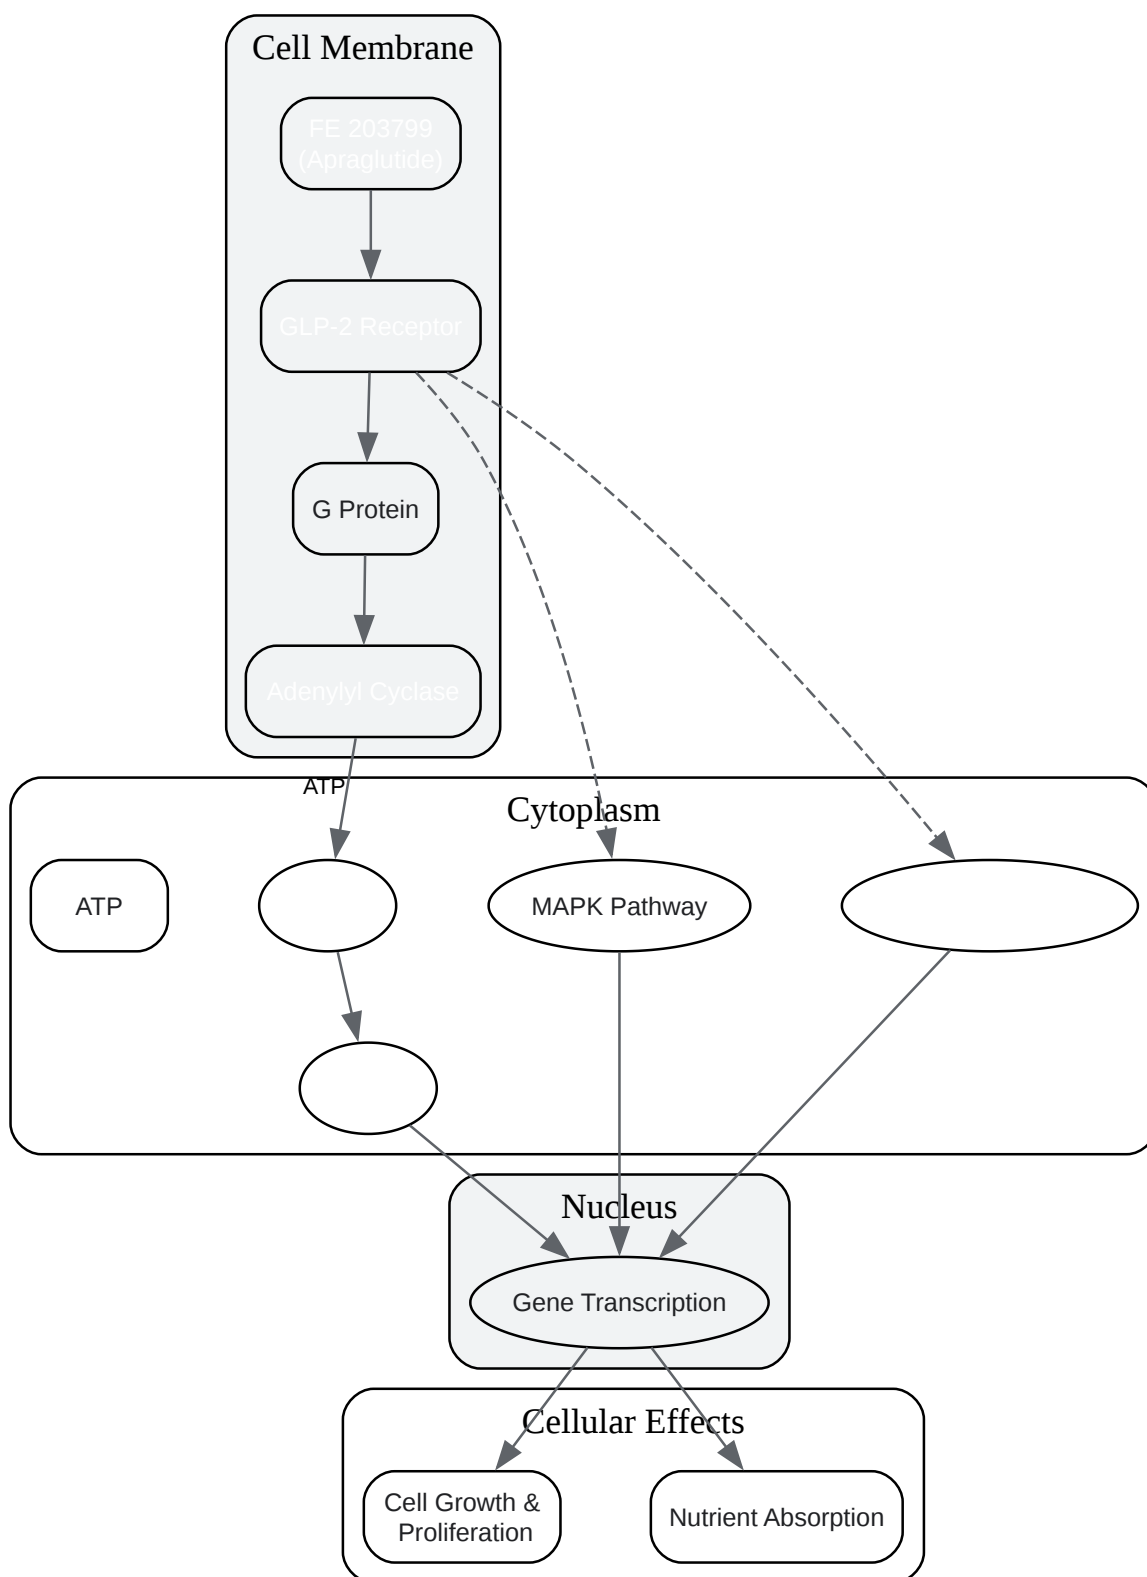 Cell Membrane
FE 203799
(Apraglutide)
GLP-2 Receptor
G Protein
Adenylyl Cyclase
ATP
Cytoplasm
ATP
MAPK Pathway
Nucleus
Gene Transcription
Cellular Effects
Cell Growth &
Proliferation
Nutrient Absorption